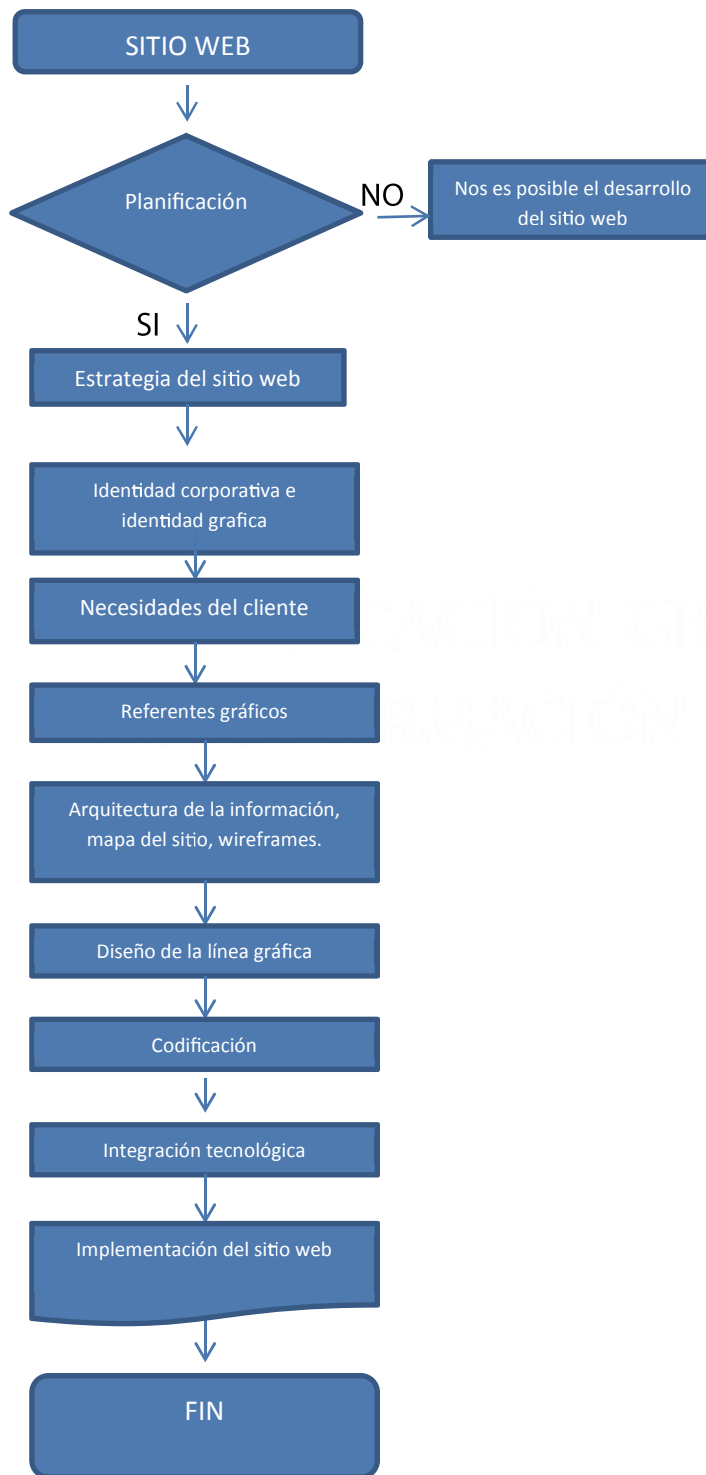 SITIO WEB
Planificación
NO
Nos es posible el desarrollo
del sitio web
SI
Estrategia del sitio web
Identidad corporativa e
identidad grafica
Necesidades del cliente
Referentes gráficos
Arquitectura de la información,
mapa del sitio, wireframes.
Diseño de la línea gráfica
Codificación
Integración tecnológica
Implementación del sitio web
FIN